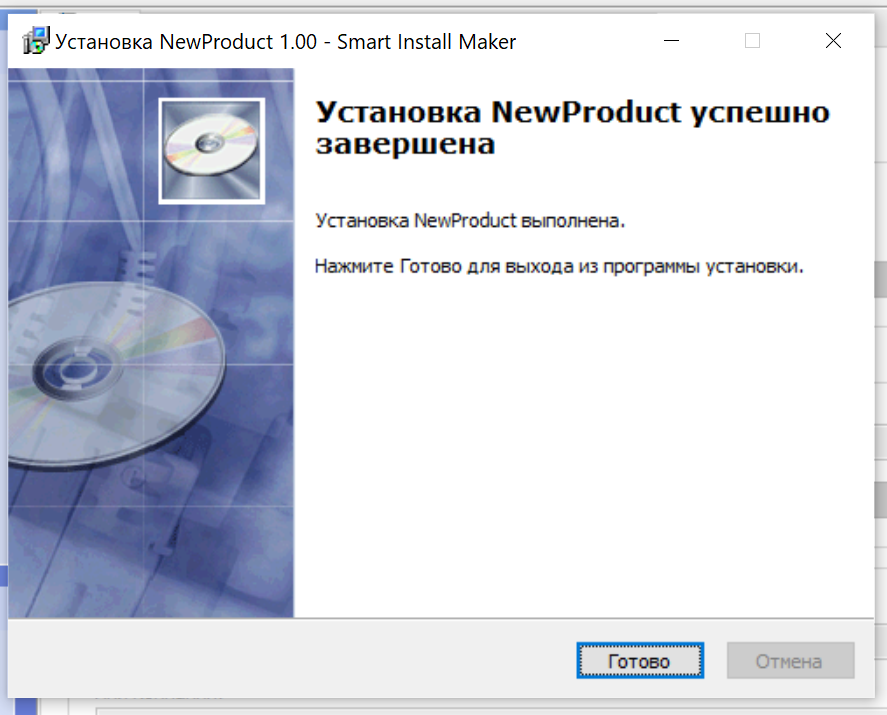 Установка NewProduct 1.00 - Smart Install Maker
Установка NewProduct успешно
завершена
Установка NewProduct выполнена.
Нажмите Готово для выхода из программы установки.
Готово
Отмена